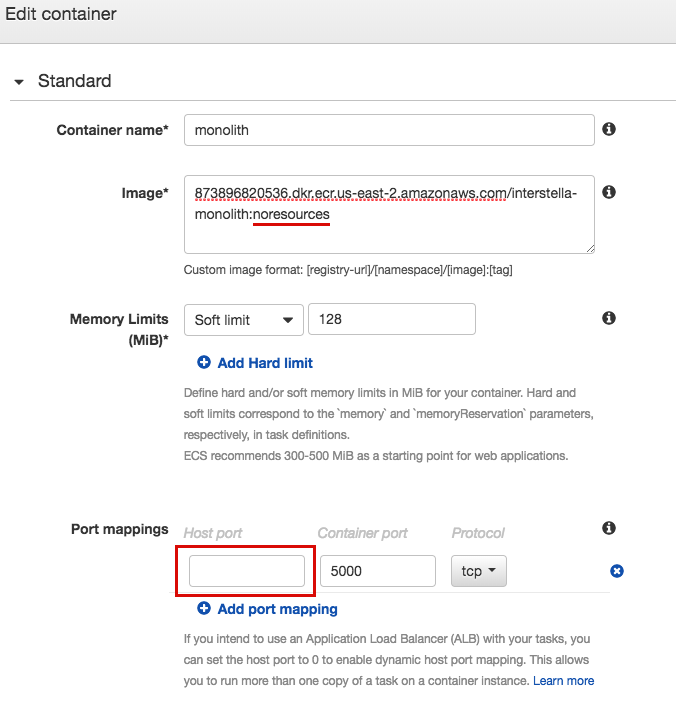 Edit container
Standard
Container name* monolith
Image* 873896820536.dkr.ecr.us-east-2.amazonaws.com/interstella-
monolith:noresources
Custom image format: [registry-url]/[namespace]/[image]:[tag]
Memory Limits Soft limit 128
(MiB)*
Add Hard limit
Define hard and/or soft memory limits in MiB for your container. Hard and
soft limits correspond to the `memory` and `memoryReservation` parameters,
respectively, in task definitions.
ECS recommends 300-500 MiB as a starting point for web applications.
Port mappings Host port Container port Protocol
5000 tcp
Add port mapping
If you intend to use an Application Load Balancer (ALB) with your tasks, you
can set the host port to 0 to enable dynamic host port mapping. This allows
you to run more than one copy of a task on a container instance. Learn more